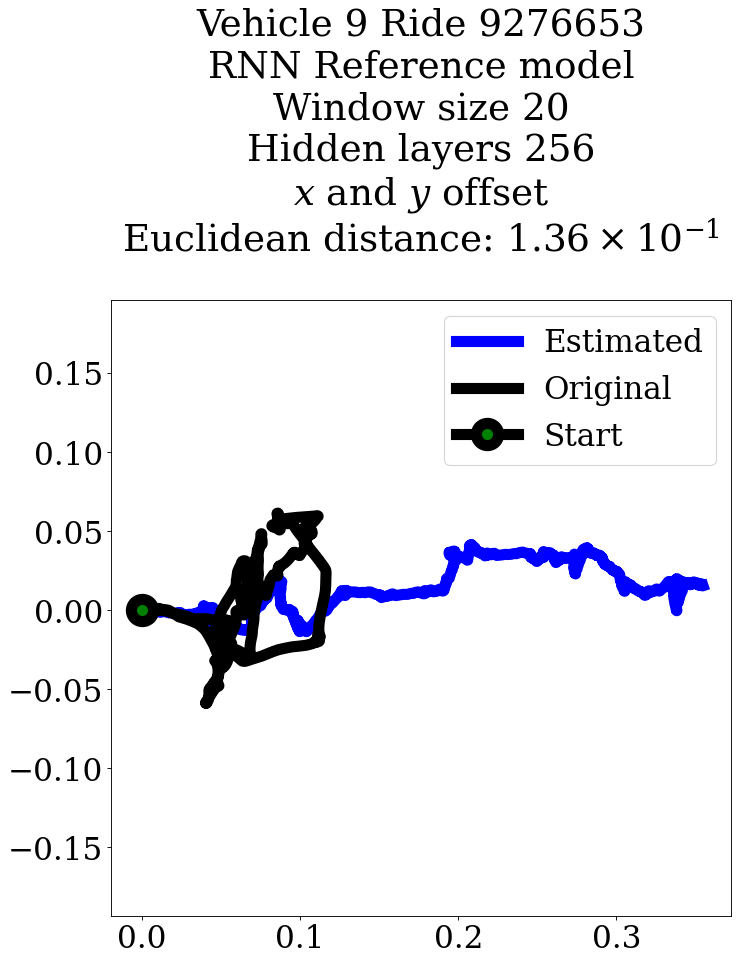 Vehicle 9 Ride 9276653
RNN Reference model
Window size 20
Hidden layers 256
x and y offset
Euclidean distance: 1.36 × 10⁻¹
Estimated
Original
Start
0.15
0.10
0.05
0.00
−0.05
−0.10
−0.15
0.0 0.1 0.2 0.3